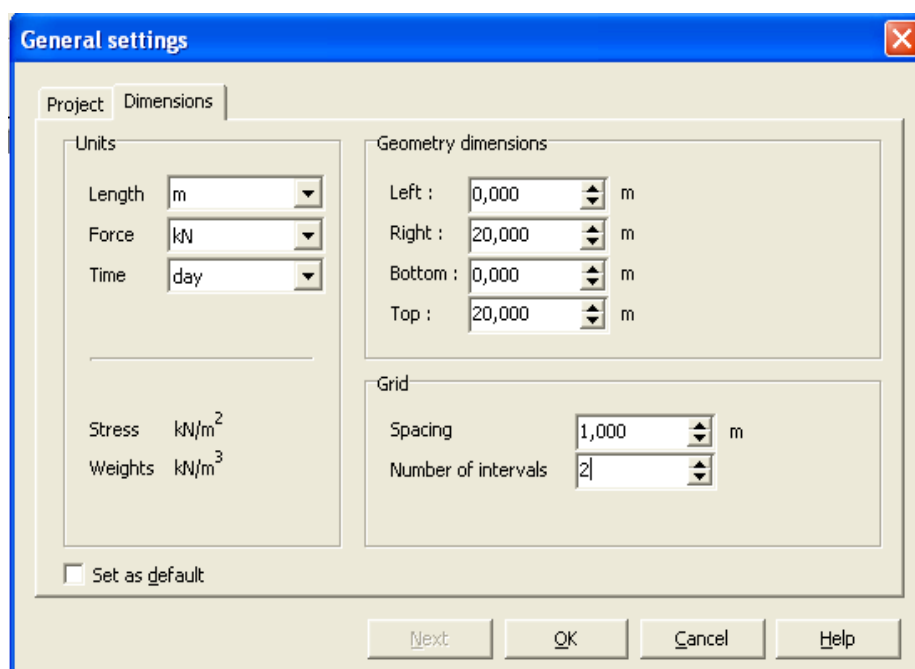 General settings
Project Dimensions
Units
Length m
Force kN
Time day
Stress kN/m²
Weights kN/m³
Geometry dimensions
Left : 0,000 m
Right : 20,000 m
Bottom : 0,000 m
Top : 20,000 m
Grid
Spacing 1,000 m
Number of intervals 2
Set as default
Next OK Cancel Help